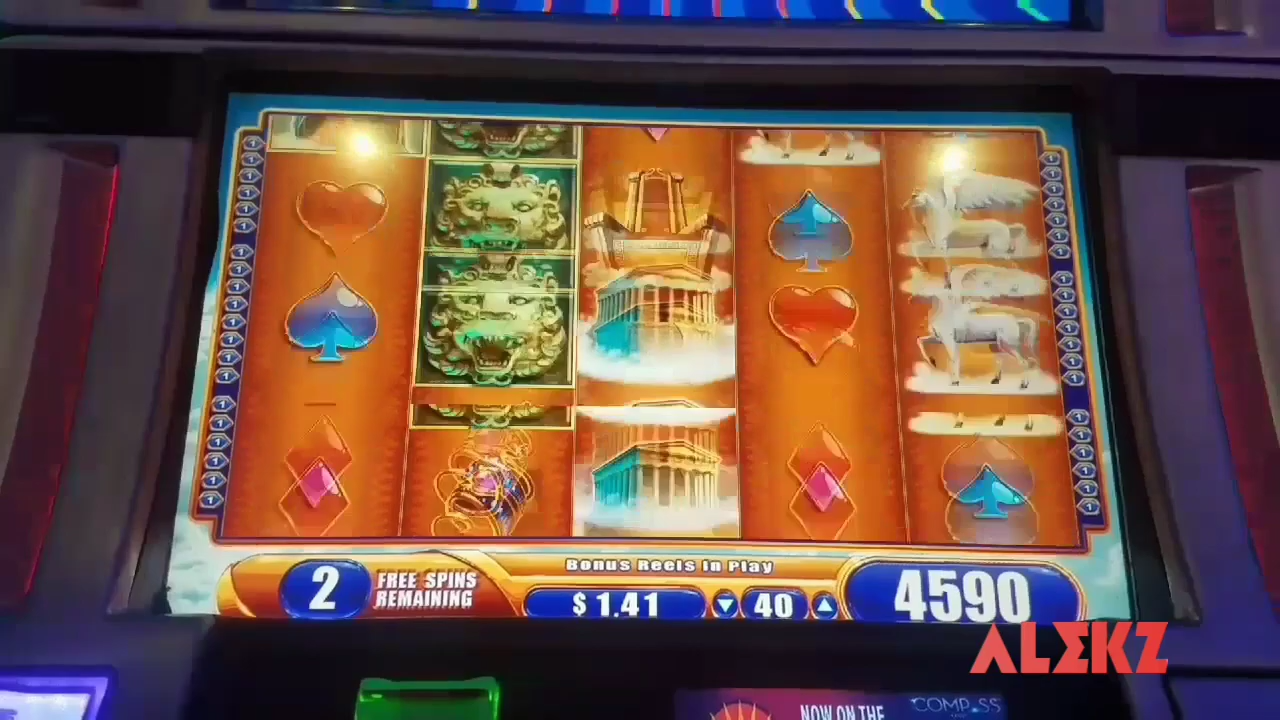 Bonus Reels In Play
2
FREE SPINS
REMAINING
$ 1.41
40
4590
ALEKZ
NOW ON THE
COMPASS